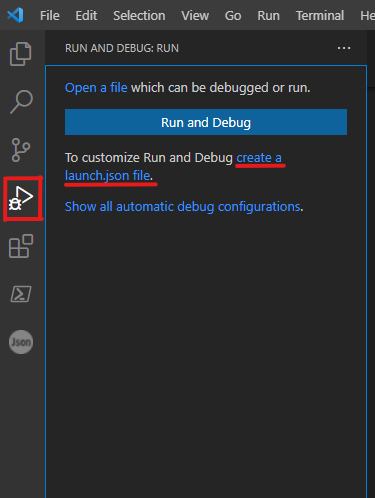 File Edit Selection View Go Run Terminal Help
RUN AND DEBUG: RUN
Open a file which can be debugged or run.
Run and Debug
To customize Run and Debug create a
launch.json file.
Show all automatic debug configurations.
Json